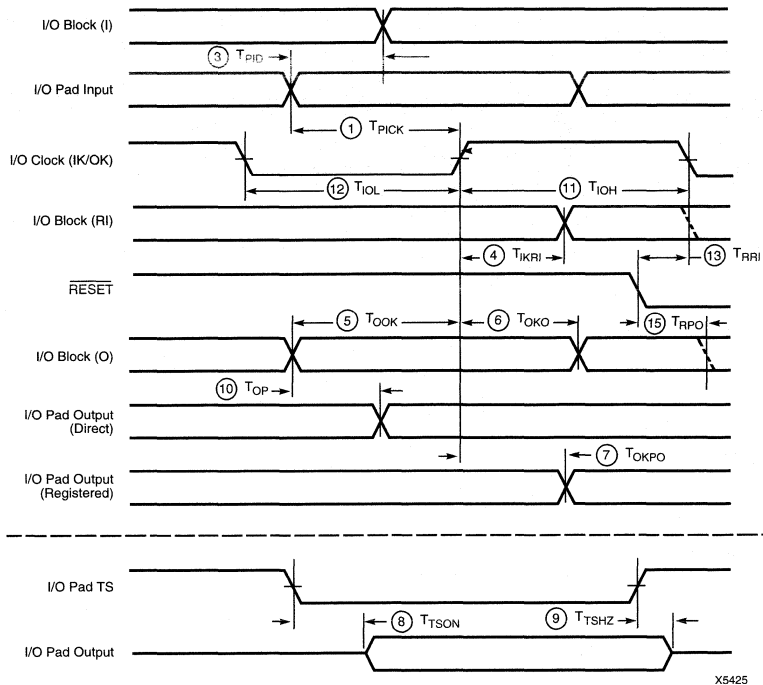 I/O Block (I)
③ TPID
I/O Pad Input
① TPICK
I/O Clock (IK/OK)
⑫ TIOL
⑪ TIOH
I/O Block (RI)
④ TIKRI
⑬ TRRI
RESET
⑤ TOOK
⑥ TOKO
⑮ TRPO
I/O Block (O)
⑩ TOP
I/O Pad Output
(Direct)
⑦ TOKPO
I/O Pad Output
(Registered)
I/O Pad TS
⑧ TTSON
⑨ TTSHZ
I/O Pad Output
X5425